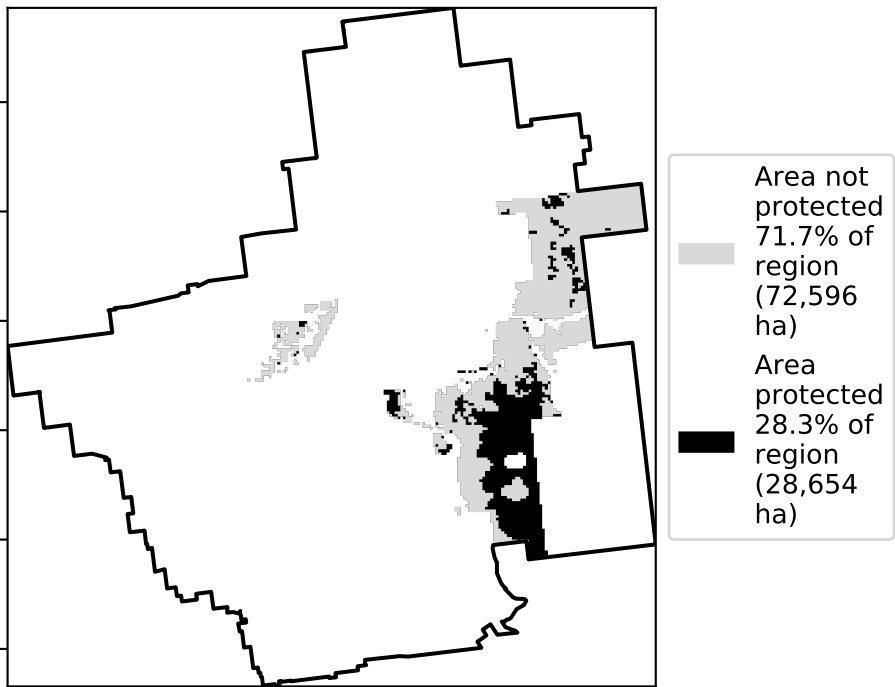 Area not
protected
71.7% of
region
(72,596
ha)
Area
protected
28.3% of
region
(28,654
ha)